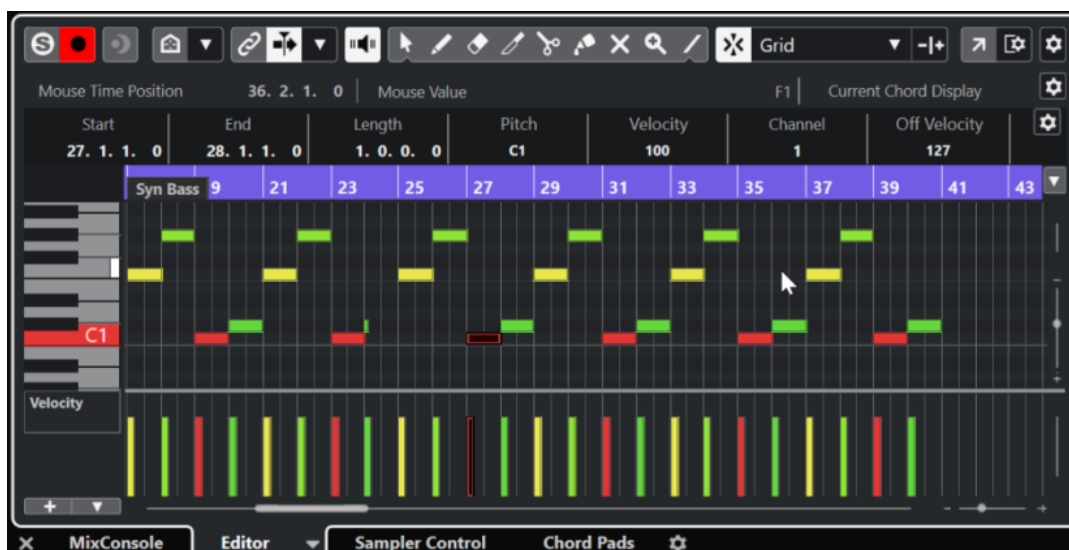 S Grid
Mouse Time Position 36. 2. 1. 0 Mouse Value F1 Current Chord Display
Start End Length Pitch Velocity Channel Off Velocity
27. 1. 1. 0 28. 1. 1. 0 1. 0. 0. 0 C1 100 1 127
Syn Bass 9 21 23 25 27 29 31 33 35 37 39 41 43
C1
Velocity
MixConsole Editor Sampler Control Chord Pads